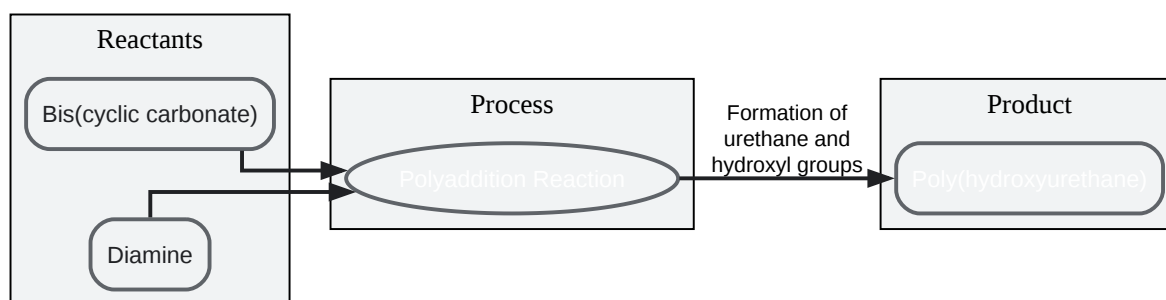 Reactants
Bis(cyclic carbonate)
Diamine
Process
Polyaddition Reaction
Formation of
urethane and
hydroxyl groups
Product
Poly(hydroxyurethane)